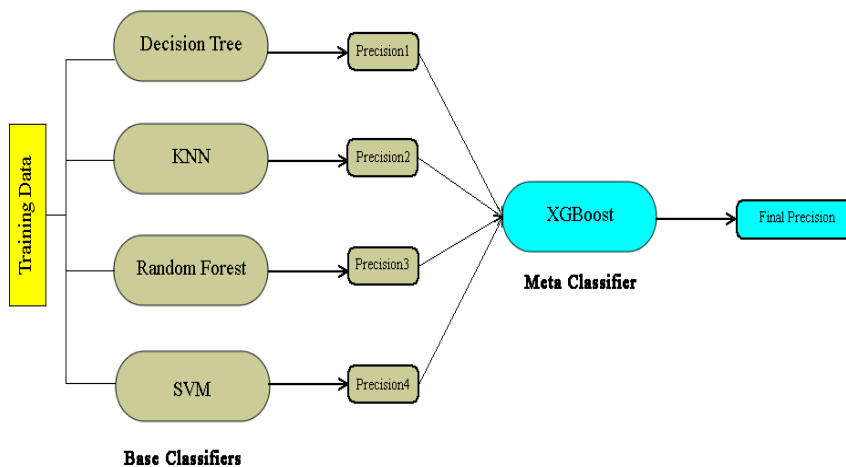 Training Data
Decision Tree
KNN
Random Forest
SVM
Base Classifiers
Precision1
Precision2
Precision3
Precision4
XGBoost
Meta Classifier
Final Precision